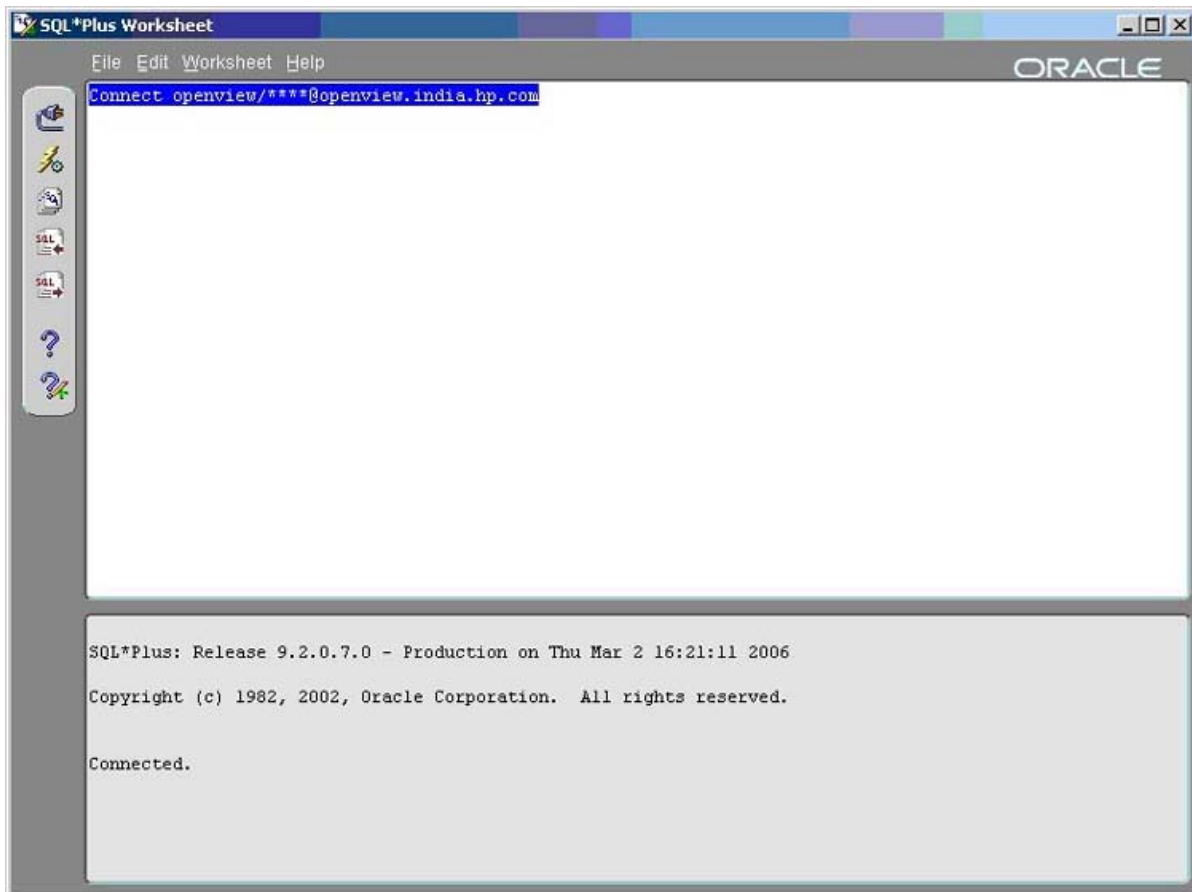 SQL*Plus Worksheet
File Edit Worksheet Help
ORACLE
Connect openview/****@openview.india.hp.com
SQL
SQL
SQL*Plus: Release 9.2.0.7.0 - Production on Thu Mar 2 16:21:11 2006
Copyright (c) 1982, 2002, Oracle Corporation.  All rights reserved.
Connected.